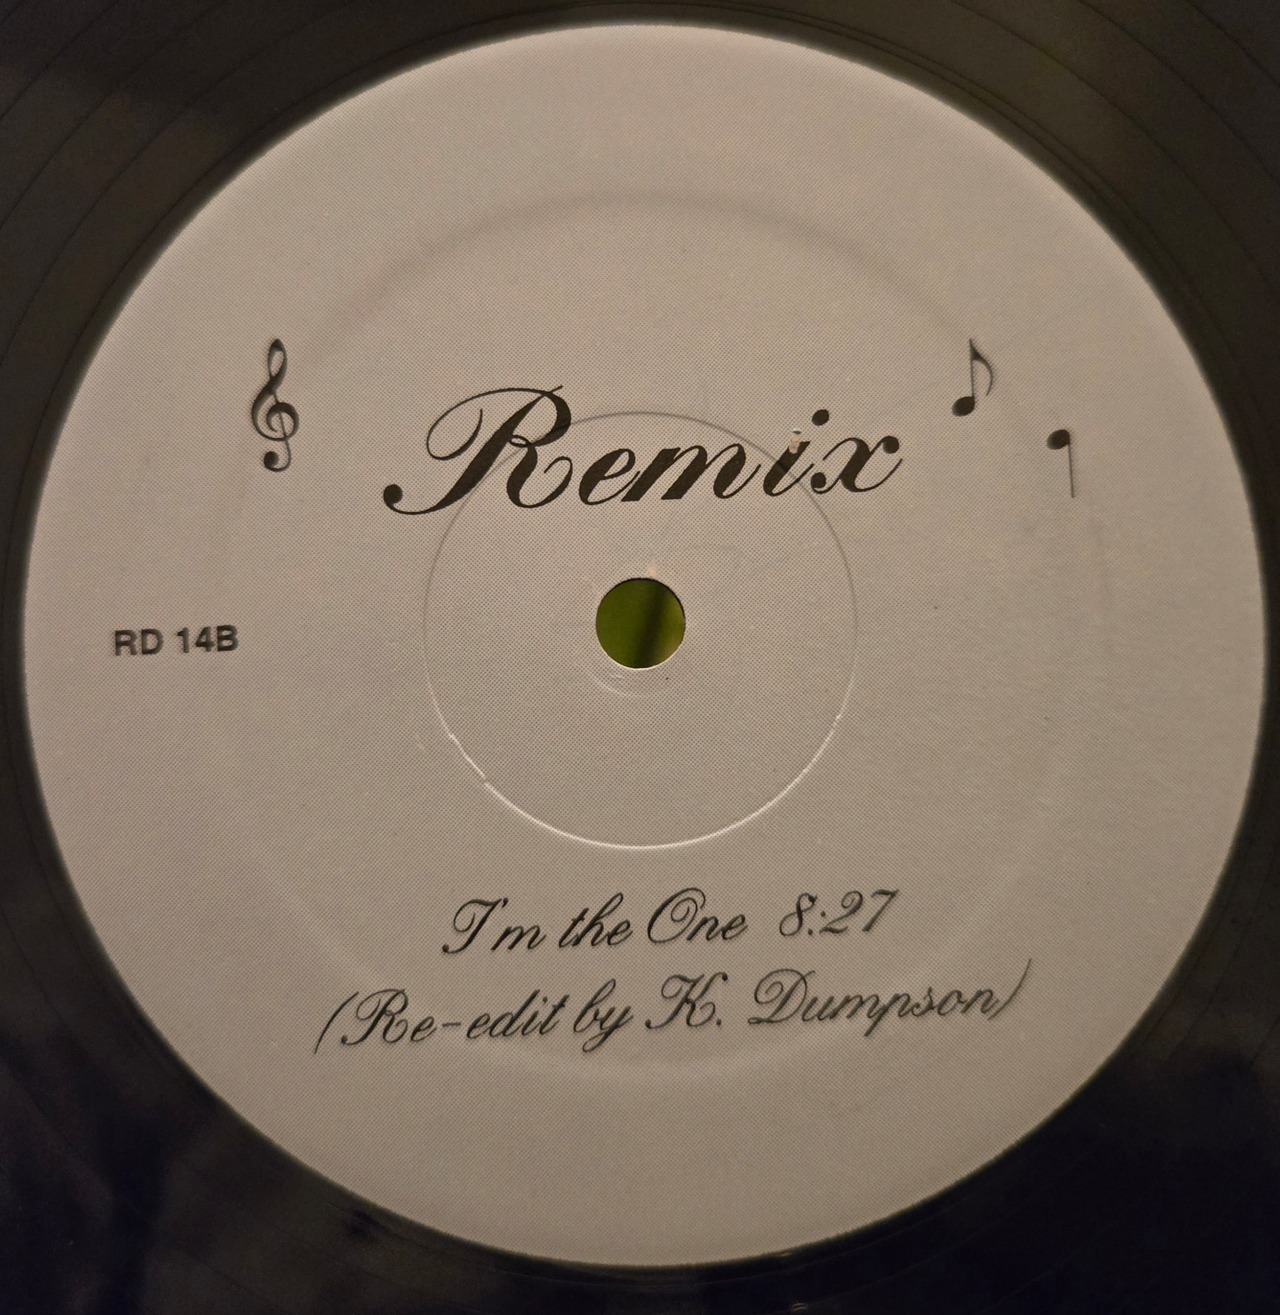 Remix
RD 14B
I'm the One 8:27
(Re-edit by K. Dumpson)